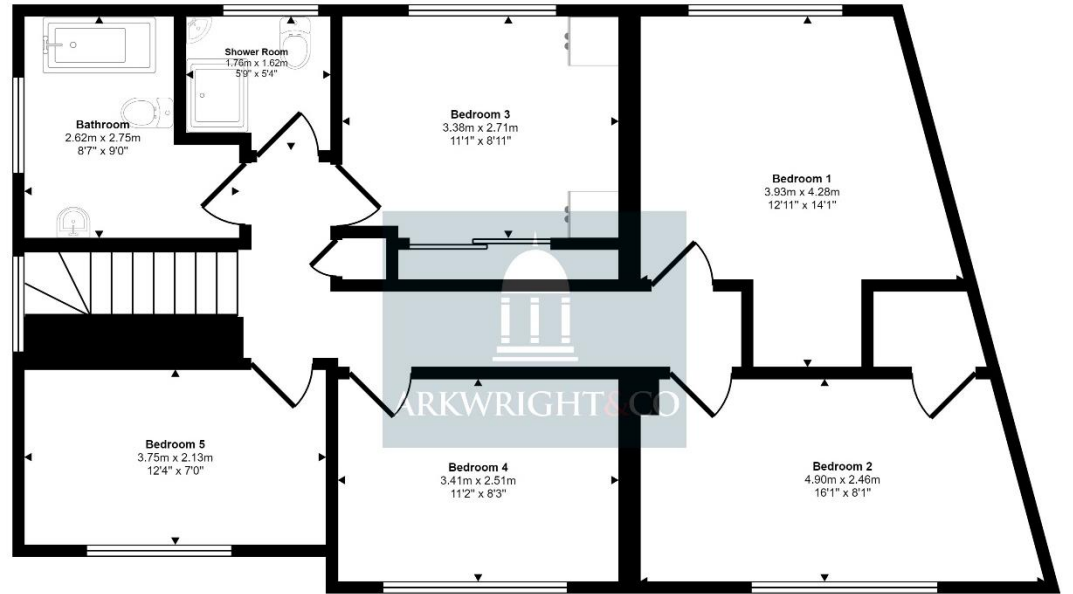 Shower Room
1.76m x 1.62m
5'9" x 5'4"
Bathroom
2.62m x 2.75m
8'7" x 9'0"
Bedroom 3
3.38m x 2.71m
11'1" x 8'11"
Bedroom 1
3.93m x 4.28m
12'11" x 14'1"
ARKWRIGHT&CO
Bedroom 5
3.75m x 2.13m
12'4" x 7'0"
Bedroom 4
3.41m x 2.51m
11'2" x 8'3"
Bedroom 2
4.90m x 2.46m
16'1" x 8'1"